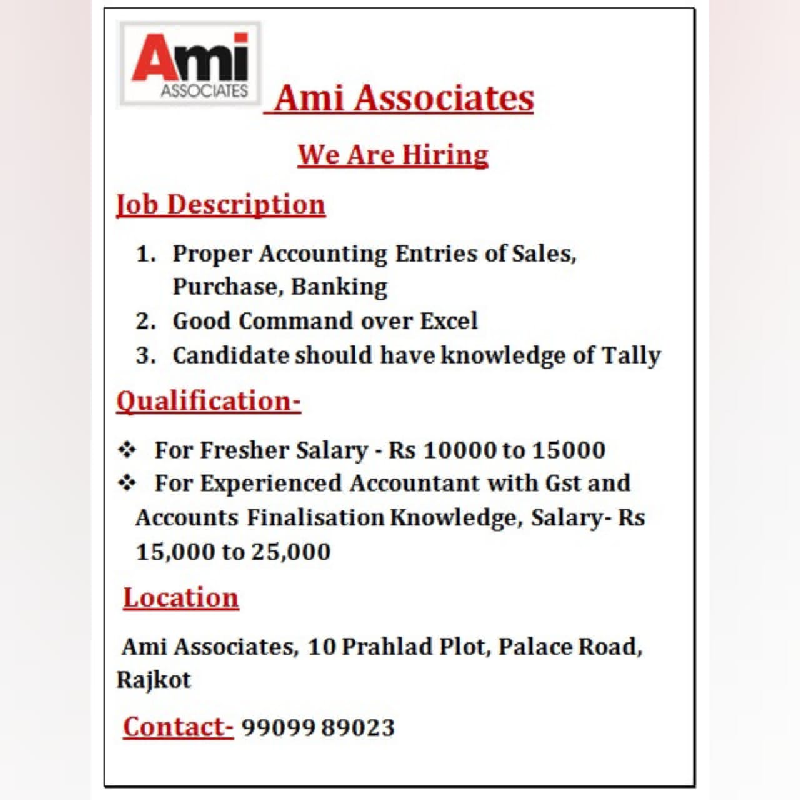 Ami
ASSOCIATES
Ami Associates
We Are Hiring
Job Description
1. Proper Accounting Entries of Sales,
Purchase, Banking
2. Good Command over Excel
3. Candidate should have knowledge of Tally
Qualification-
❖ For Fresher Salary - Rs 10000 to 15000
❖ For Experienced Accountant with Gst and
Accounts Finalisation Knowledge, Salary- Rs
15,000 to 25,000
Location
Ami Associates, 10 Prahlad Plot, Palace Road,
Rajkot
Contact- 99099 89023